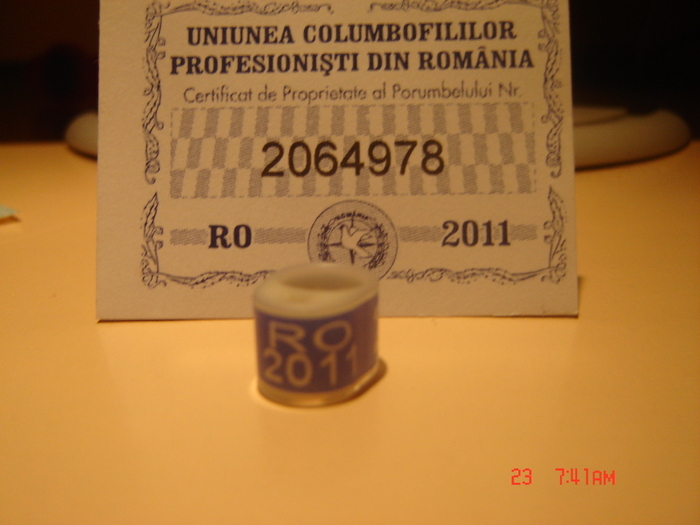 UNIUNEA COLUMBOFILILOR
PROFESIONIŞTI DIN ROMÂNIA
Certificat de Proprietate al Porumbelului Nr.
2064978
RO 2011
ROMÂNIA
RO
2011
23 7:41AM